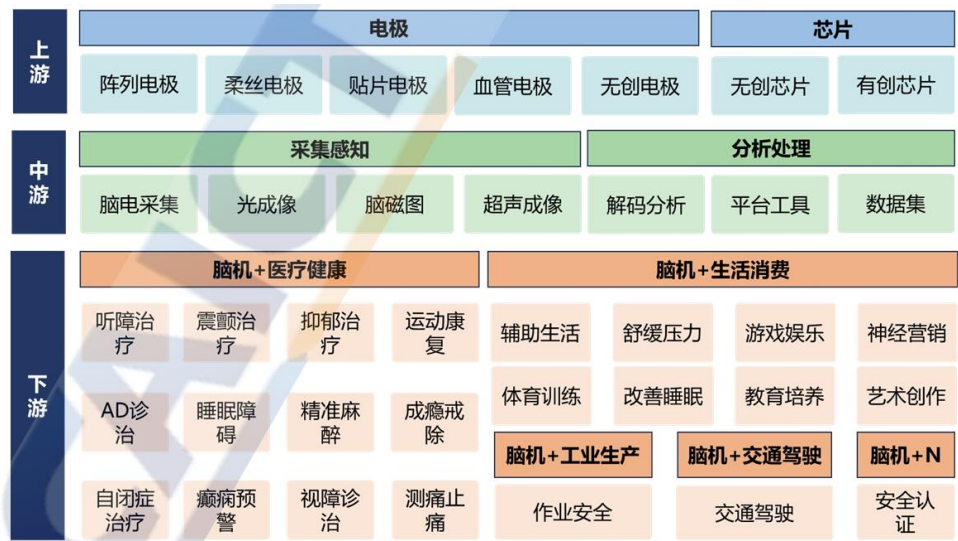 上游
电极
芯片
阵列电极
柔丝电极
贴片电极
血管电极
无创电极
无创芯片
有创芯片
中游
采集感知
分析处理
脑电采集
光成像
脑磁图
超声成像
解码分析
平台工具
数据集
下游
脑机+医疗健康
脑机+生活消费
听障治
疗
震颤治
疗
抑郁治
疗
运动康
复
辅助生活
舒缓压力
游戏娱乐
神经营销
AD诊
治
睡眠障
碍
精准麻
醉
成瘾戒
除
体育训练
改善睡眠
教育培养
艺术创作
脑机+工业生产
脑机+交通驾驶
脑机+N
自闭症
治疗
癫痫预
警
视障诊
治
测痛止
痛
作业安全
交通驾驶
安全认
证
CAICT